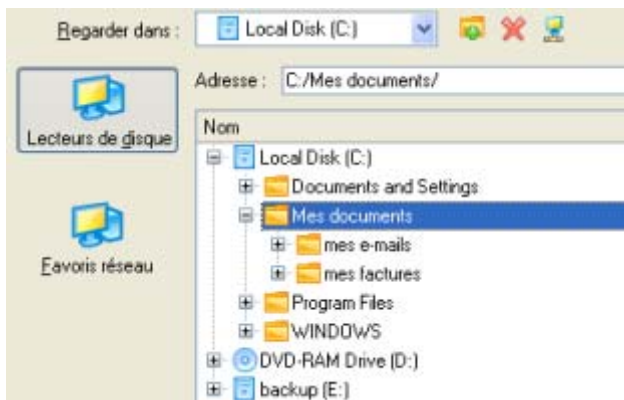 Regarder dans :
Local Disk (C:)
Adresse :
C:/Mes documents/
Lecteurs de disque
Favoris réseau
Nom
Local Disk (C:)
Documents and Settings
Mes documents
mes e-mails
mes factures
Program Files
WINDOWS
DVD-RAM Drive (D:)
backup (E:)